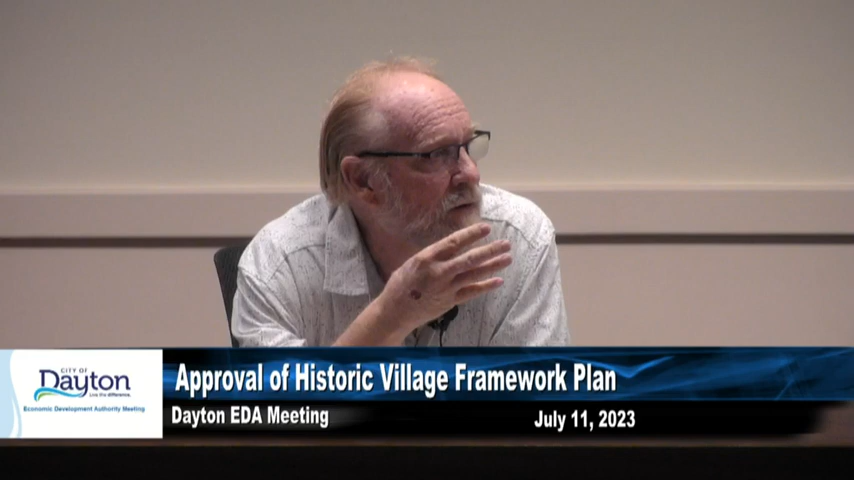 CITY OF
Dayton
Live the difference.
Economic Development Authority Meeting
Approval of Historic Village Framework Plan
Dayton EDA Meeting
July 11, 2023